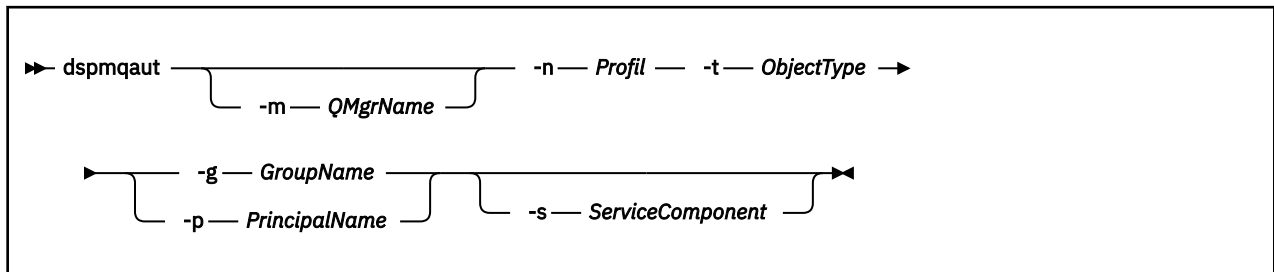 dspmqaut -n Profil -t ObjectType
-m QMgrName
-g GroupName
-p PrincipalName
-s ServiceComponent